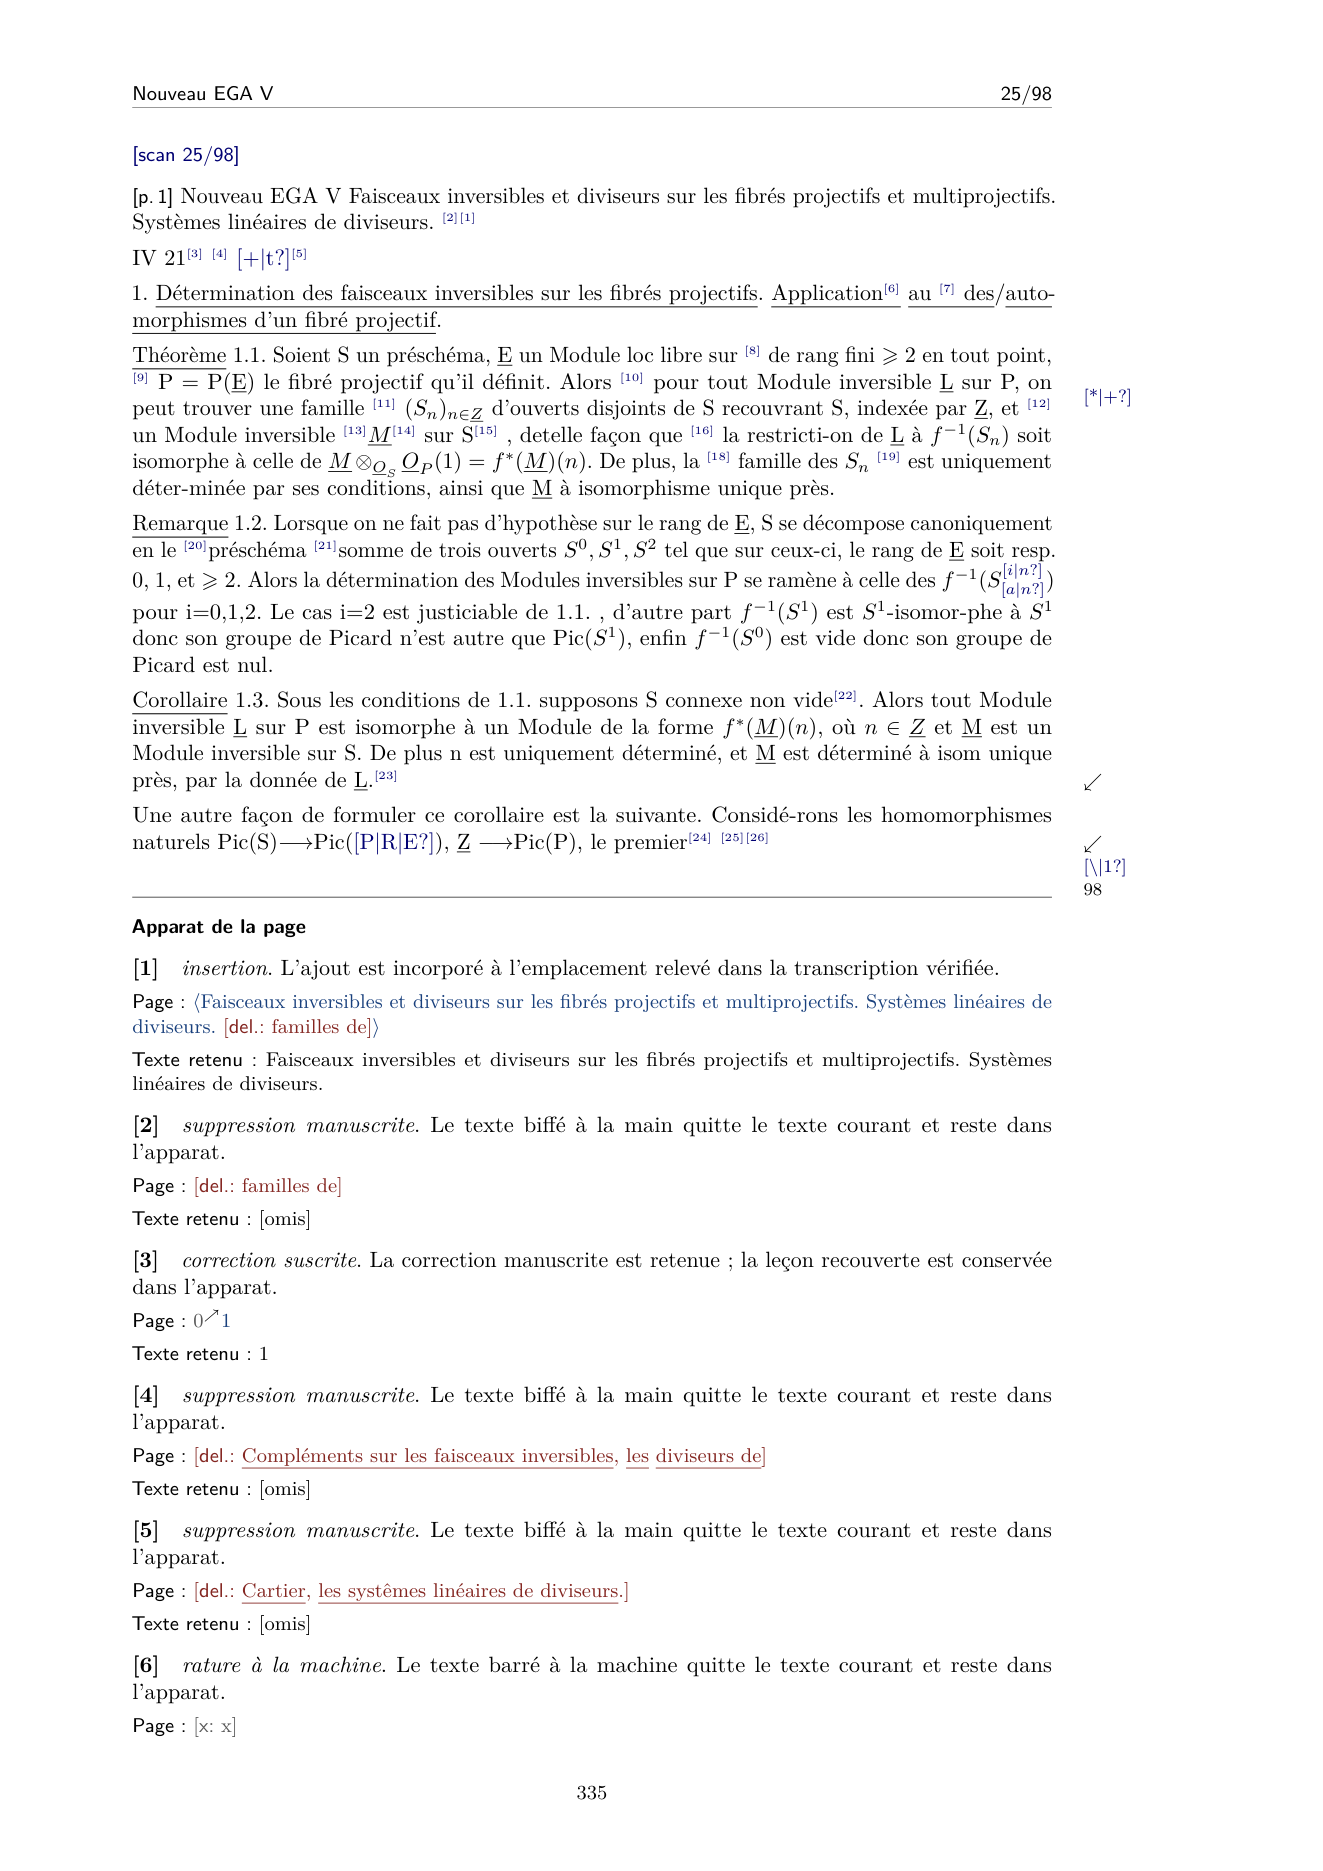 Nouveau EGA V 25/98
[scan 25/98]
[p. 1] Nouveau EGA V Faisceaux inversibles et diviseurs sur les fibrés projectifs et multiprojectifs.
Systèmes linéaires de diviseurs. [2][1]
IV 21[3] [4] [+|t?][5]
1. Détermination des faisceaux inversibles sur les fibrés projectifs. Application[6] au [7] des/auto-
morphismes d'un fibré projectif.
Théorème 1.1. Soient S un préschéma, E un Module loc libre sur [8] de rang fini ⩾ 2 en tout point,
[9] P = P(E) le fibré projectif qu'il définit. Alors [10] pour tout Module inversible L sur P, on
peut trouver une famille [11] (Sₙ)ₙ∈Z d'ouverts disjoints de S recouvrant S, indexée par Z, et [12] [*|+?]
un Module inversible [13]M[14] sur S[15] , detelle façon que [16] la restricti-on de L à f⁻¹(Sₙ) soit
isomorphe à celle de M ⊗_{O_S} O_P(1) = f*(M)(n). De plus, la [18] famille des Sₙ [19] est uniquement
déter-minée par ses conditions, ainsi que M à isomorphisme unique près.
Remarque 1.2. Lorsque on ne fait pas d'hypothèse sur le rang de E, S se décompose canoniquement
en le [20]préschéma [21]somme de trois ouverts S⁰, S¹, S² tel que sur ceux-ci, le rang de E soit resp.
0, 1, et ⩾ 2. Alors la détermination des Modules inversibles sur P se ramène à celle des f⁻¹(S^{[i|n?]}_{[a|n?]})
pour i=0,1,2. Le cas i=2 est justiciable de 1.1. , d'autre part f⁻¹(S¹) est S¹-isomor-phe à S¹
donc son groupe de Picard n'est autre que Pic(S¹), enfin f⁻¹(S⁰) est vide donc son groupe de
Picard est nul.
Corollaire 1.3. Sous les conditions de 1.1. supposons S connexe non vide[22]. Alors tout Module
inversible L sur P est isomorphe à un Module de la forme f*(M)(n), où n ∈ Z et M est un
Module inversible sur S. De plus n est uniquement déterminé, et M est déterminé à isom unique
près, par la donnée de L.[23] ↙
Une autre façon de formuler ce corollaire est la suivante. Considé-rons les homomorphismes
naturels Pic(S)⟶Pic([P|R|E?]), Z ⟶Pic(P), le premier[24] [25][26] ↙
[\|1?]
98
Apparat de la page
[1] insertion. L'ajout est incorporé à l'emplacement relevé dans la transcription vérifiée.
Page : ⟨Faisceaux inversibles et diviseurs sur les fibrés projectifs et multiprojectifs. Systèmes linéaires de
diviseurs. [del.: familles de]⟩
Texte retenu : Faisceaux inversibles et diviseurs sur les fibrés projectifs et multiprojectifs. Systèmes
linéaires de diviseurs.
[2] suppression manuscrite. Le texte biffé à la main quitte le texte courant et reste dans
l'apparat.
Page : [del.: familles de]
Texte retenu : [omis]
[3] correction suscrite. La correction manuscrite est retenue ; la leçon recouverte est conservée
dans l'apparat.
Page : 0↗1
Texte retenu : 1
[4] suppression manuscrite. Le texte biffé à la main quitte le texte courant et reste dans
l'apparat.
Page : [del.: Compléments sur les faisceaux inversibles, les diviseurs de]
Texte retenu : [omis]
[5] suppression manuscrite. Le texte biffé à la main quitte le texte courant et reste dans
l'apparat.
Page : [del.: Cartier, les systêmes linéaires de diviseurs.]
Texte retenu : [omis]
[6] rature à la machine. Le texte barré à la machine quitte le texte courant et reste dans
l'apparat.
Page : [x: x]
335